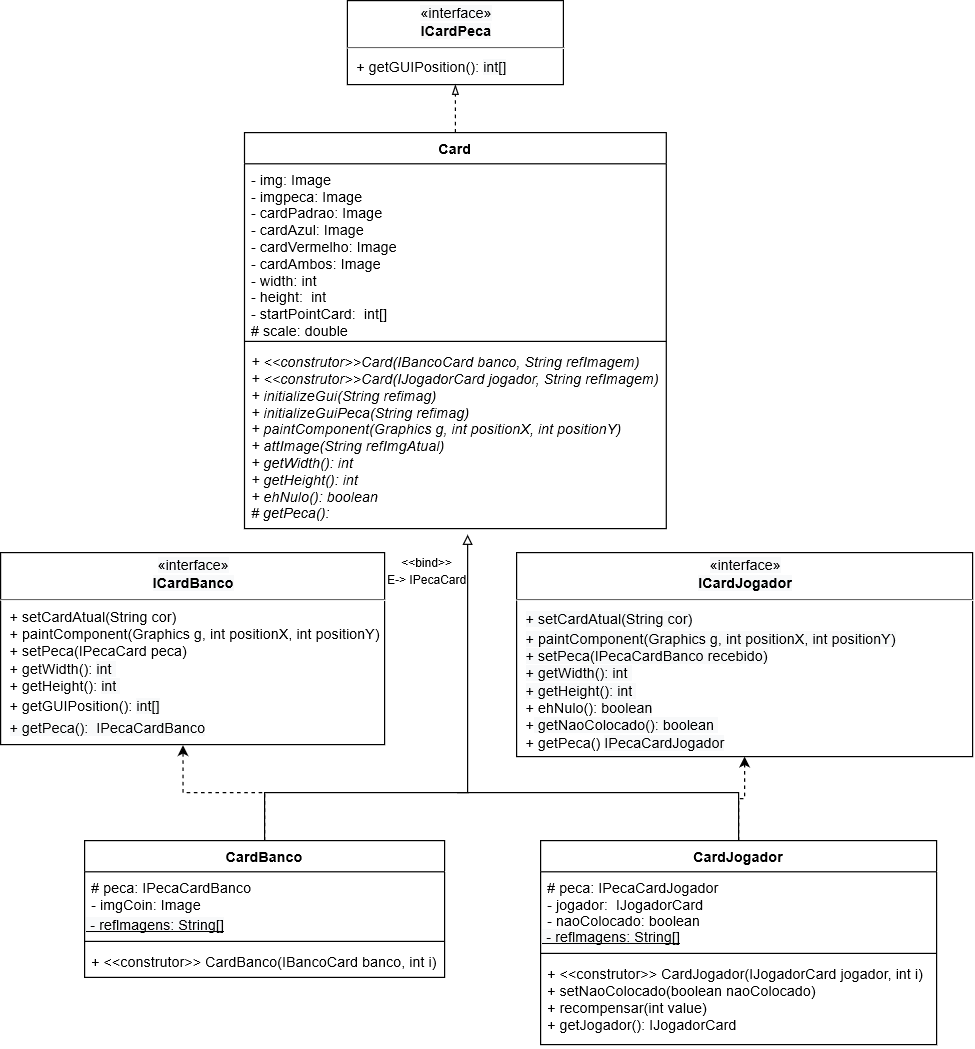 «interface»
ICardPeca
+ getGUIPosition(): int[]
Card
- img: Image
- imgpeca: Image
- cardPadrao: Image
- cardAzul: Image
- cardVermelho: Image
- cardAmbos: Image
- width: int
- height:  int
- startPointCard:  int[]
# scale: double
+ <<construtor>>Card(IBancoCard banco, String refImagem)
+ <<construtor>>Card(IJogadorCard jogador, String refImagem)
+ initializeGui(String refimag)
+ initializeGuiPeca(String refimag)
+ paintComponent(Graphics g, int positionX, int positionY)
+ attImage(String refImgAtual)
+ getWidth(): int
+ getHeight(): int
+ ehNulo(): boolean
# getPeca():
<<bind>>
E-> IPecaCard
«interface»
ICardBanco
+ setCardAtual(String cor)
+ paintComponent(Graphics g, int positionX, int positionY)
+ setPeca(IPecaCard peca)
+ getWidth(): int
+ getHeight(): int
+ getGUIPosition(): int[]
+ getPeca():  IPecaCardBanco
«interface»
ICardJogador
+ setCardAtual(String cor)
+ paintComponent(Graphics g, int positionX, int positionY)
+ setPeca(IPecaCardBanco recebido)
+ getWidth(): int
+ getHeight(): int
+ ehNulo(): boolean
+ getNaoColocado(): boolean
+ getPeca() IPecaCardJogador
CardBanco
# peca: IPecaCardBanco
- imgCoin: Image
- refImagens: String[]
+ <<construtor>> CardBanco(IBancoCard banco, int i)
CardJogador
# peca: IPecaCardJogador
- jogador:  IJogadorCard
- naoColocado: boolean
- refImagens: String[]
+ <<construtor>> CardJogador(IJogadorCard jogador, int i)
+ setNaoColocado(boolean naoColocado)
+ recompensar(int value)
+ getJogador(): IJogadorCard